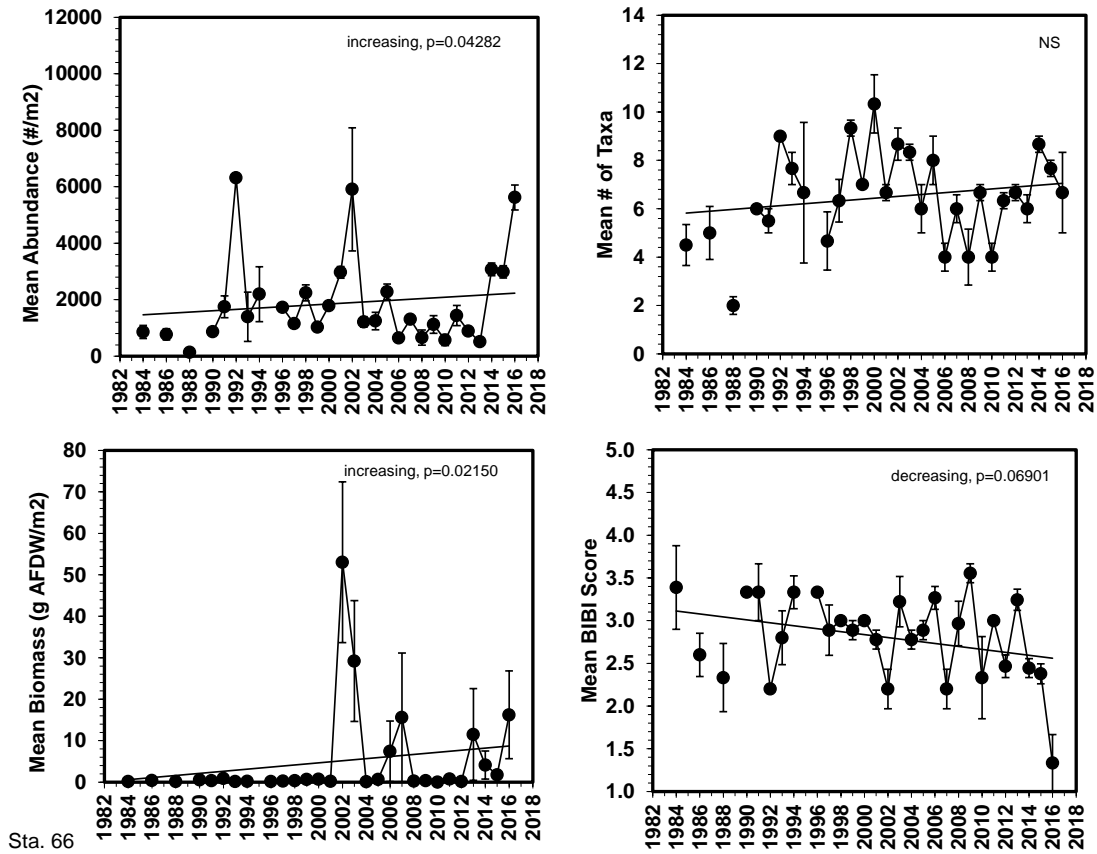 12000
10000
8000
6000
4000
2000
0
Mean Abundance (#/m2)
increasing, p=0.04282
1982 1984 1986 1988 1990 1992 1994 1996 1998 2000 2002 2004 2006 2008 2010 2012 2014 2016 2018
14
12
10
8
6
4
2
0
Mean # of Taxa
NS
1982 1984 1986 1988 1990 1992 1994 1996 1998 2000 2002 2004 2006 2008 2010 2012 2014 2016 2018
80
70
60
50
40
30
20
10
0
Mean Biomass (g AFDW/m2)
increasing, p=0.02150
1982 1984 1986 1988 1990 1992 1994 1996 1998 2000 2002 2004 2006 2008 2010 2012 2014 2016 2018
5.0
4.5
4.0
3.5
3.0
2.5
2.0
1.5
1.0
Mean BIBI Score
decreasing, p=0.06901
1982 1984 1986 1988 1990 1992 1994 1996 1998 2000 2002 2004 2006 2008 2010 2012 2014 2016 2018
Sta. 66